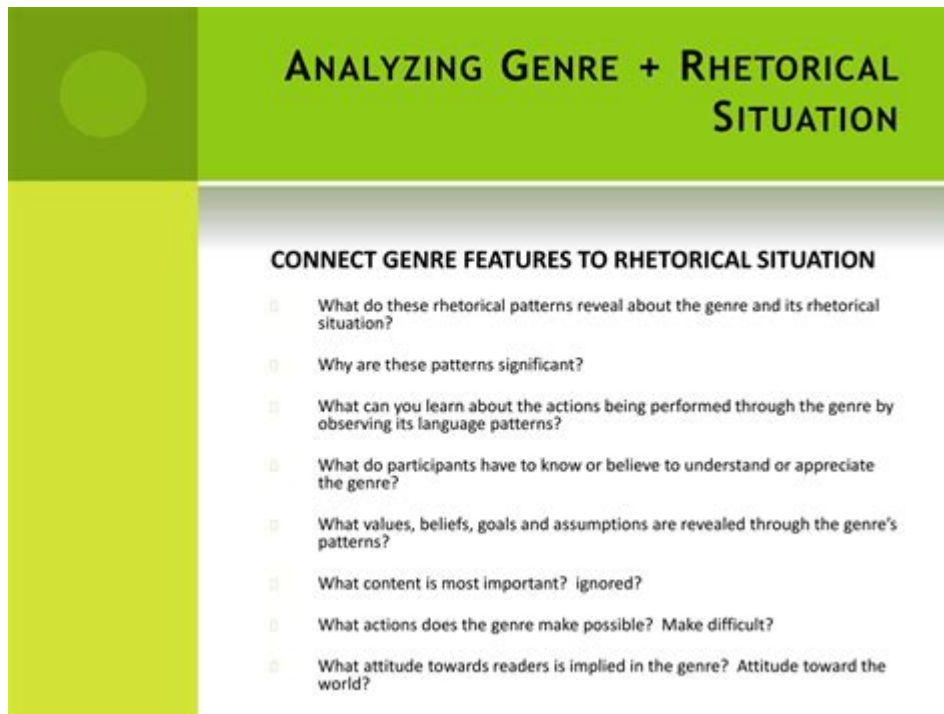 ANALYZING GENRE + RHETORICAL
SITUATION
CONNECT GENRE FEATURES TO RHETORICAL SITUATION
What do these rhetorical patterns reveal about the genre and its rhetorical
situation?
Why are these patterns significant?
What can you learn about the actions being performed through the genre by
observing its language patterns?
What do participants have to know or believe to understand or appreciate
the genre?
What values, beliefs, goals and assumptions are revealed through the genre's
patterns?
What content is most important?  ignored?
What actions does the genre make possible?  Make difficult?
What attitude towards readers is implied in the genre?  Attitude toward the
world?